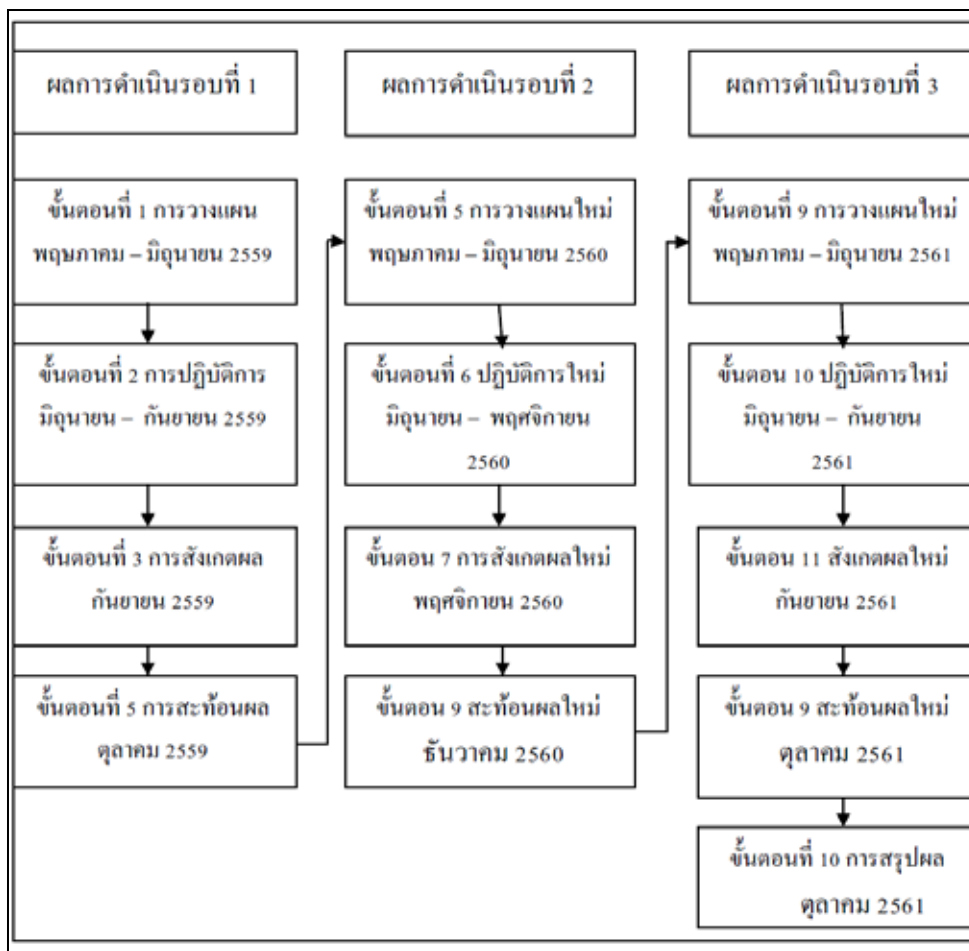 ผลการดำเนินรอบที่ 1
ขั้นตอนที่ 1 การวางแผน
พฤษภาคม – มิถุนายน 2559
ขั้นตอนที่ 2 การปฏิบัติการ
มิถุนายน – กันยายน 2559
ขั้นตอนที่ 3 การสังเกตผล
กันยายน 2559
ขั้นตอนที่ 5 การสะท้อนผล
ตุลาคม 2559
ผลการดำเนินรอบที่ 2
ขั้นตอนที่ 5 การวางแผนใหม่
พฤษภาคม – มิถุนายน 2560
ขั้นตอนที่ 6 ปฏิบัติการใหม่
มิถุนายน – พฤศจิกายน
2560
ขั้นตอน 7 การสังเกตผลใหม่
พฤศจิกายน 2560
ขั้นตอน 9 สะท้อนผลใหม่
ธันวาคม 2560
ผลการดำเนินรอบที่ 3
ขั้นตอนที่ 9 การวางแผนใหม่
พฤษภาคม – มิถุนายน 2561
ขั้นตอน 10 ปฏิบัติการใหม่
มิถุนายน – กันยายน
2561
ขั้นตอน 11 สังเกตผลใหม่
กันยายน 2561
ขั้นตอน 9 สะท้อนผลใหม่
ตุลาคม 2561
ขั้นตอนที่ 10 การสรุปผล
ตุลาคม 2561